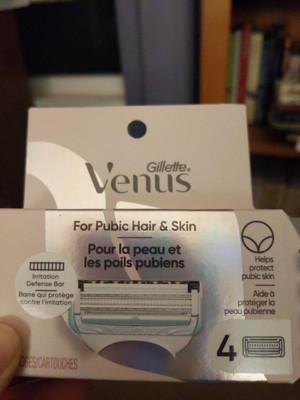 Gillette®
Venus
For Pubic Hair & Skin
Pour la peau et
les poils pubiens
Irritation
Defense Bar
Barre qui protège
contre l'irritation
Helps
protect
pubic skin
Aide à
protéger la
peau pubienne
4
CARTOUCHES